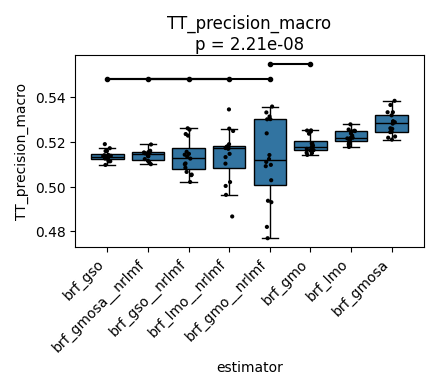 TT_precision_macro
p = 2.21e-08
TT_precision_macro
0.54
0.52
0.50
0.48
brf_gso
brf_gmosa__nrlmf
brf_gso__nrlmf
brf_lmo__nrlmf
brf_gmo__nrlmf
brf_gmo
brf_lmo
brf_gmosa
estimator